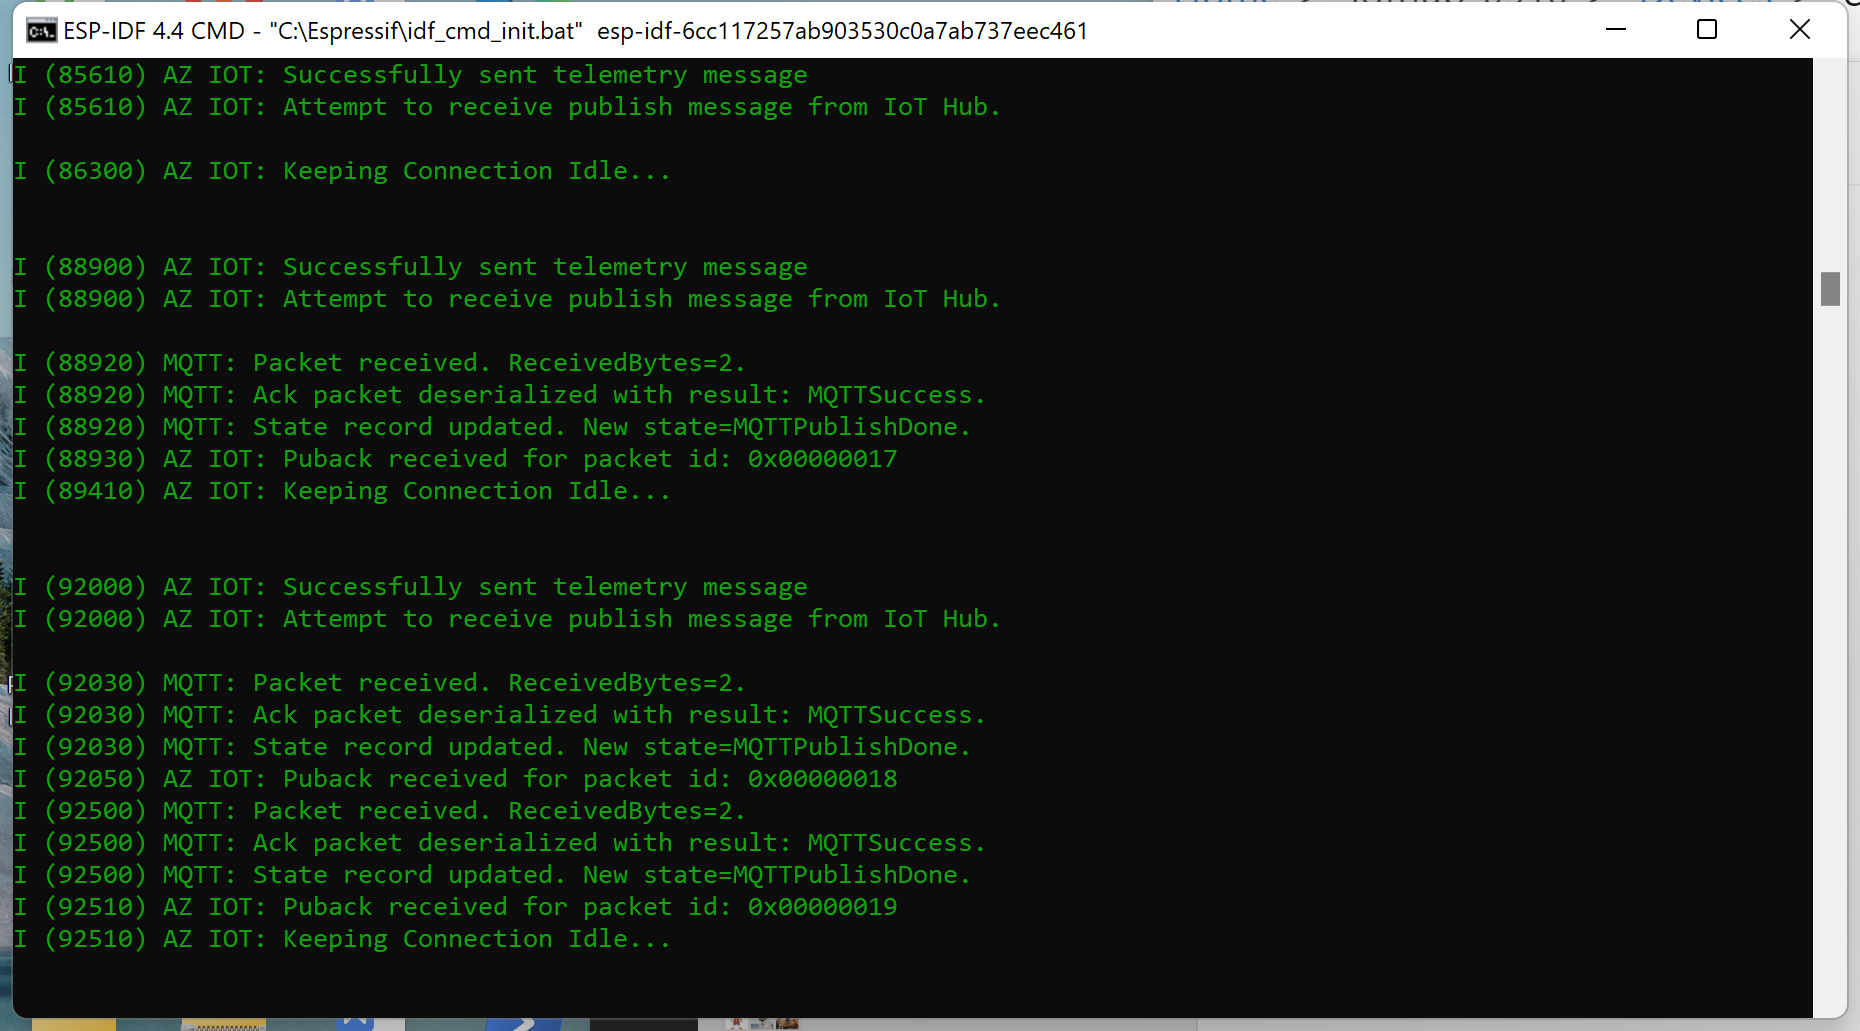 ESP-IDF 4.4 CMD - "C:\Espressif\idf_cmd_init.bat"  esp-idf-6cc117257ab903530c0a7ab737eec461
I (85610) AZ IOT: Successfully sent telemetry message
I (85610) AZ IOT: Attempt to receive publish message from IoT Hub.
I (86300) AZ IOT: Keeping Connection Idle...
I (88900) AZ IOT: Successfully sent telemetry message
I (88900) AZ IOT: Attempt to receive publish message from IoT Hub.
I (88920) MQTT: Packet received. ReceivedBytes=2.
I (88920) MQTT: Ack packet deserialized with result: MQTTSuccess.
I (88920) MQTT: State record updated. New state=MQTTPublishDone.
I (88930) AZ IOT: Puback received for packet id: 0x00000017
I (89410) AZ IOT: Keeping Connection Idle...
I (92000) AZ IOT: Successfully sent telemetry message
I (92000) AZ IOT: Attempt to receive publish message from IoT Hub.
I (92030) MQTT: Packet received. ReceivedBytes=2.
I (92030) MQTT: Ack packet deserialized with result: MQTTSuccess.
I (92030) MQTT: State record updated. New state=MQTTPublishDone.
I (92050) AZ IOT: Puback received for packet id: 0x00000018
I (92500) MQTT: Packet received. ReceivedBytes=2.
I (92500) MQTT: Ack packet deserialized with result: MQTTSuccess.
I (92500) MQTT: State record updated. New state=MQTTPublishDone.
I (92510) AZ IOT: Puback received for packet id: 0x00000019
I (92510) AZ IOT: Keeping Connection Idle...